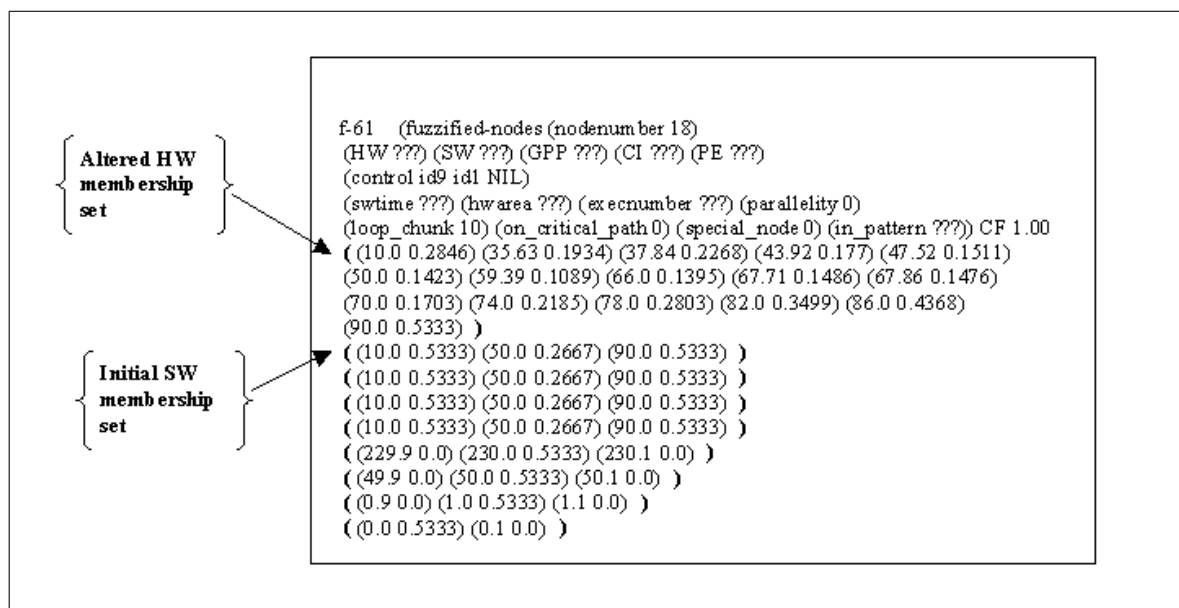 f-61 (fuzzified-nodes (nodenumber 18)
(HW ???) (SW ???) (GPP ???) (CI ???) (PE ???)
(control id9 id1 NIL)
(swtime ???) (hwarea ???) (execnumber ???) (parallelity 0)
(loop_chunk 10) (on_critical_path 0) (special_node 0) (in_pattern ???)) CF 1.00
( (10.0 0.2846) (35.63 0.1934) (37.84 0.2268) (43.92 0.177) (47.52 0.1511)
(50.0 0.1423) (59.39 0.1089) (66.0 0.1395) (67.71 0.1486) (67.86 0.1476)
(70.0 0.1703) (74.0 0.2185) (78.0 0.2803) (82.0 0.3499) (86.0 0.4368)
(90.0 0.5333) )
( (10.0 0.5333) (50.0 0.2667) (90.0 0.5333) )
( (10.0 0.5333) (50.0 0.2667) (90.0 0.5333) )
( (10.0 0.5333) (50.0 0.2667) (90.0 0.5333) )
( (10.0 0.5333) (50.0 0.2667) (90.0 0.5333) )
( (229.9 0.0) (230.0 0.5333) (230.1 0.0) )
( (49.9 0.0) (50.0 0.5333) (50.1 0.0) )
( (0.9 0.0) (1.0 0.5333) (1.1 0.0) )
( (0.0 0.5333) (0.1 0.0) )
Altered HW
membership
set
Initial SW
membership
set